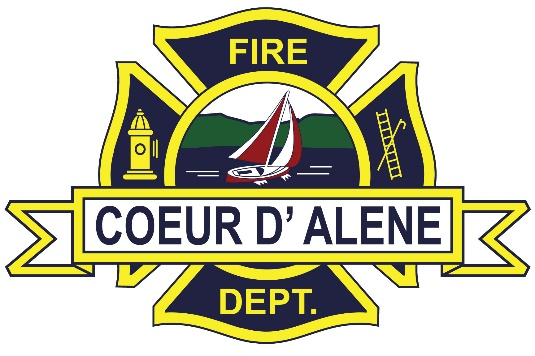 FIRE
COEUR D' ALENE
DEPT.